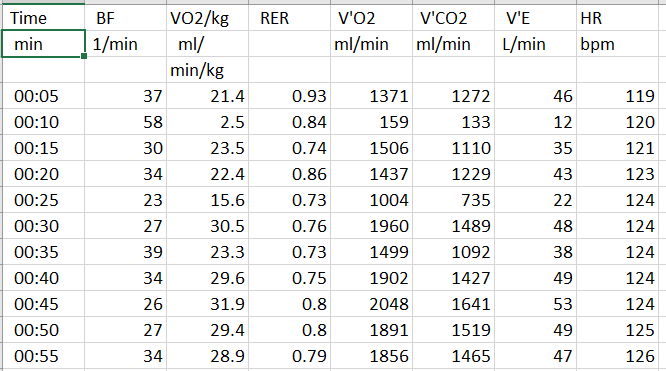 Time BF VO2/kg RER V'O2 V'CO2 V'E HR
min 1/min ml/ ml/min ml/min L/min bpm
min/kg
00:05 37 21.4 0.93 1371 1272 46 119
00:10 58 2.5 0.84 159 133 12 120
00:15 30 23.5 0.74 1506 1110 35 121
00:20 34 22.4 0.86 1437 1229 43 123
00:25 23 15.6 0.73 1004 735 22 124
00:30 27 30.5 0.76 1960 1489 48 124
00:35 39 23.3 0.73 1499 1092 38 124
00:40 34 29.6 0.75 1902 1427 49 124
00:45 26 31.9 0.8 2048 1641 53 124
00:50 27 29.4 0.8 1891 1519 49 125
00:55 34 28.9 0.79 1856 1465 47 126